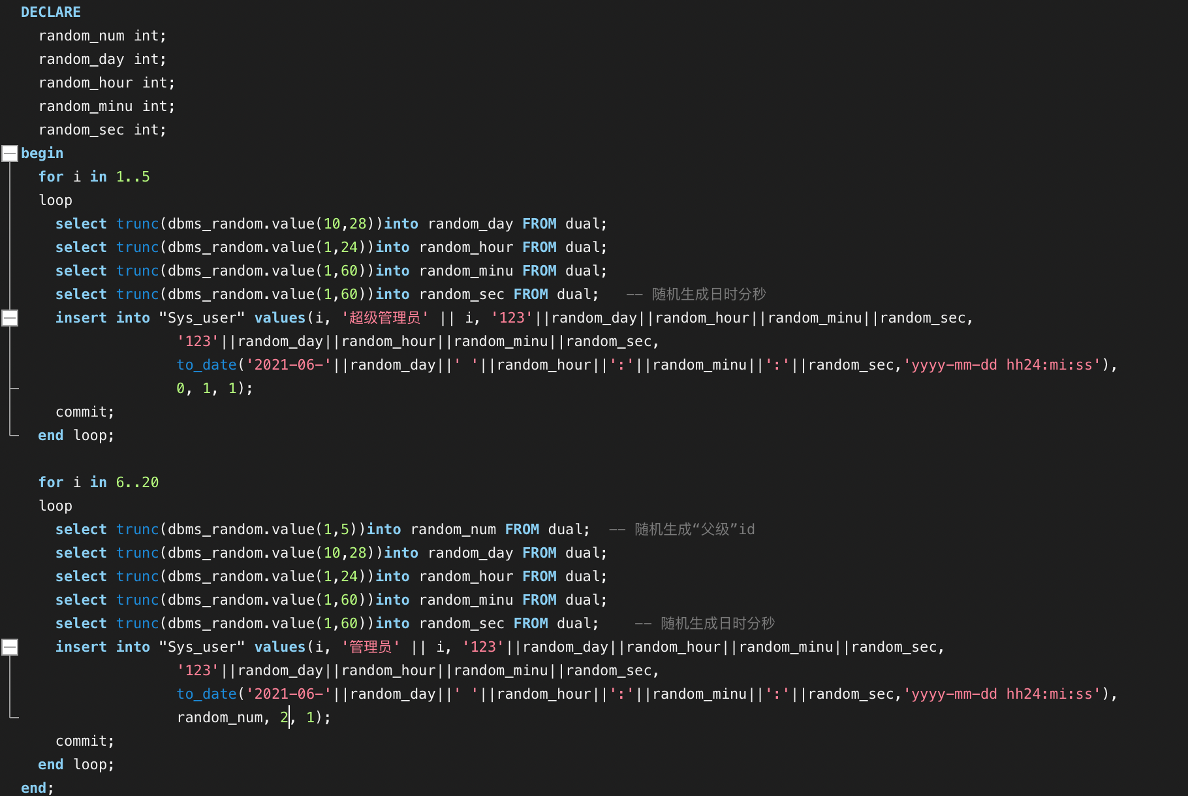 DECLARE
random_num int;
random_day int;
random_hour int;
random_minu int;
random_sec int;
begin
for i in 1..5
loop
select trunc(dbms_random.value(10,28))into random_day FROM dual;
select trunc(dbms_random.value(1,24))into random_hour FROM dual;
select trunc(dbms_random.value(1,60))into random_minu FROM dual;
select trunc(dbms_random.value(1,60))into random_sec FROM dual;   -- 随机生成日时分秒
insert into "Sys_user" values(i, '超级管理员' || i, '123'||random_day||random_hour||random_minu||random_sec,
'123'||random_day||random_hour||random_minu||random_sec,
to_date('2021-06-'||random_day||' '||random_hour||':'||random_minu||':'||random_sec,'yyyy-mm-dd hh24:mi:ss'),
0, 1, 1);
commit;
end loop;
for i in 6..20
loop
select trunc(dbms_random.value(1,5))into random_num FROM dual;  -- 随机生成“父级”id
select trunc(dbms_random.value(10,28))into random_day FROM dual;
select trunc(dbms_random.value(1,24))into random_hour FROM dual;
select trunc(dbms_random.value(1,60))into random_minu FROM dual;
select trunc(dbms_random.value(1,60))into random_sec FROM dual;    -- 随机生成日时分秒
insert into "Sys_user" values(i, '管理员' || i, '123'||random_day||random_hour||random_minu||random_sec,
'123'||random_day||random_hour||random_minu||random_sec,
to_date('2021-06-'||random_day||' '||random_hour||':'||random_minu||':'||random_sec,'yyyy-mm-dd hh24:mi:ss'),
random_num, 2, 1);
commit;
end loop;
end;